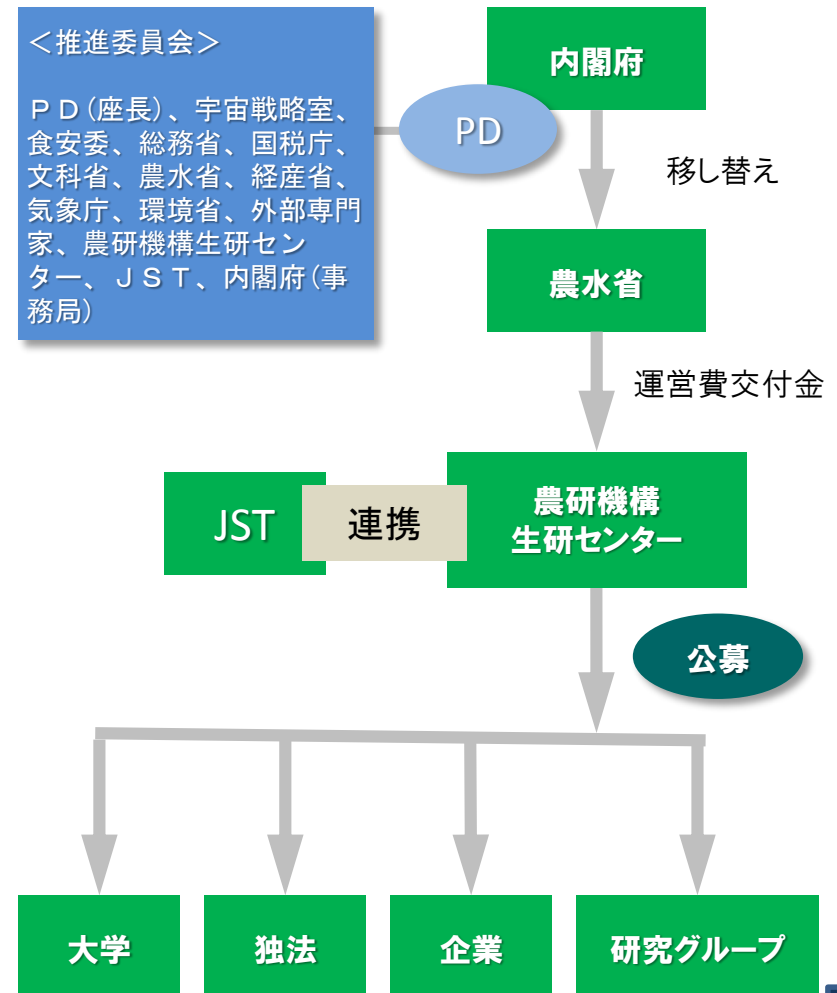 ＜推進委員会＞
ＰＤ(座長)、宇宙戦略室、
食安委、総務省、国税庁、
文科省、農水省、経産省、
気象庁、環境省、外部専門
家、農研機構生研セン
ター、ＪＳＴ、内閣府(事
務局)
PD
内閣府
移し替え
農水省
運営費交付金
JST
連携
農研機構
生研センター
公募
大学
独法
企業
研究グループ